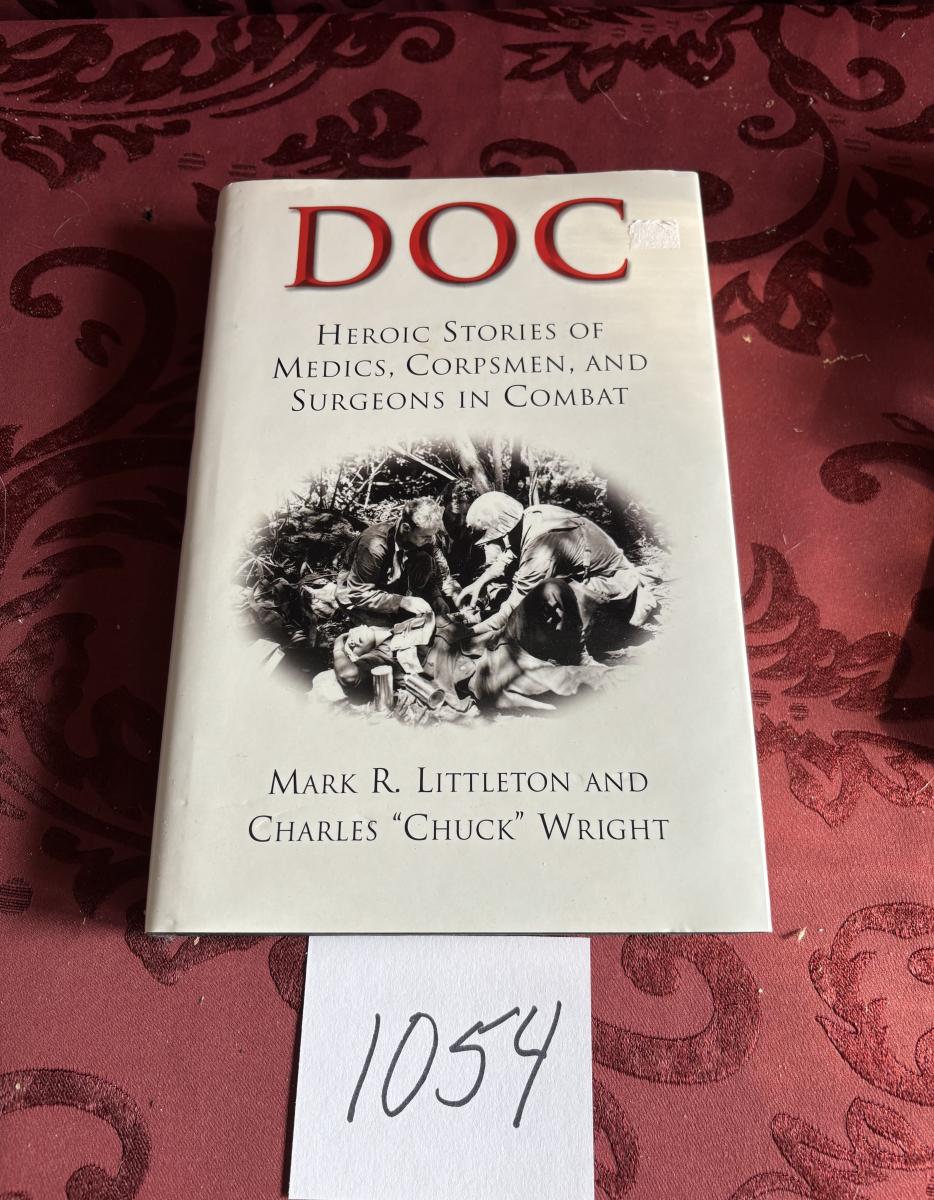 DOC
HEROIC STORIES OF
MEDICS, CORPSMEN, AND
SURGEONS IN COMBAT
MARK R. LITTLETON AND
CHARLES “CHUCK” WRIGHT
1054